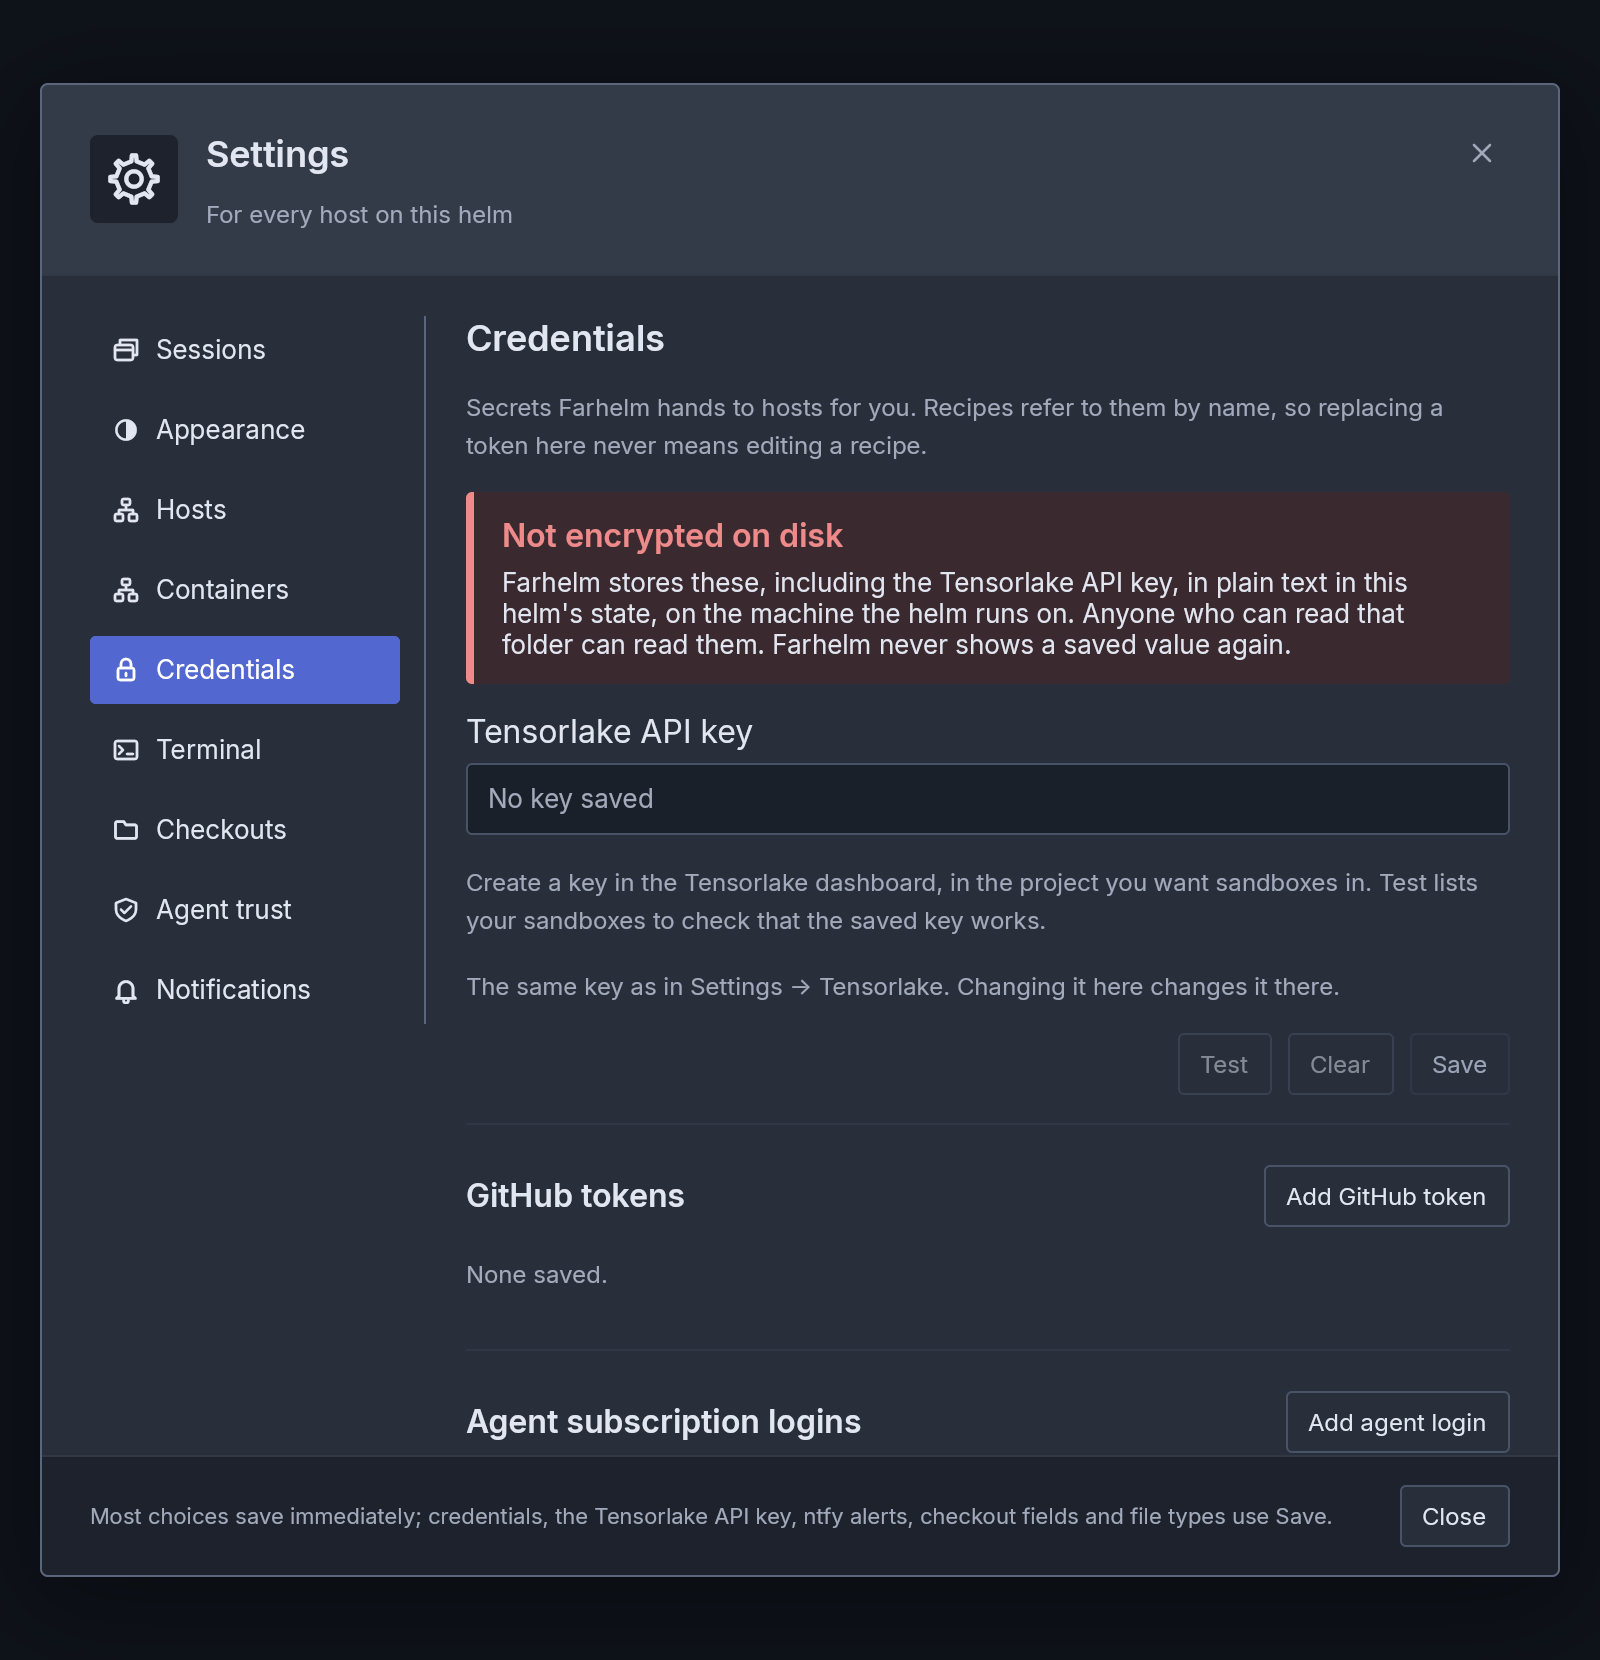 Settings
For every host on this helm
Sessions
Appearance
Hosts
Containers
Credentials
Terminal
Checkouts
Agent trust
Notifications
Credentials
Secrets Farhelm hands to hosts for you. Recipes refer to them by name, so replacing a
token here never means editing a recipe.
Not encrypted on disk
Farhelm stores these, including the Tensorlake API key, in plain text in this
helm's state, on the machine the helm runs on. Anyone who can read that
folder can read them. Farhelm never shows a saved value again.
Tensorlake API key
No key saved
Create a key in the Tensorlake dashboard, in the project you want sandboxes in. Test lists
your sandboxes to check that the saved key works.
The same key as in Settings → Tensorlake. Changing it here changes it there.
Test Clear Save
GitHub tokens Add GitHub token
None saved.
Agent subscription logins Add agent login
Most choices save immediately; credentials, the Tensorlake API key, ntfy alerts, checkout fields and file types use Save. Close